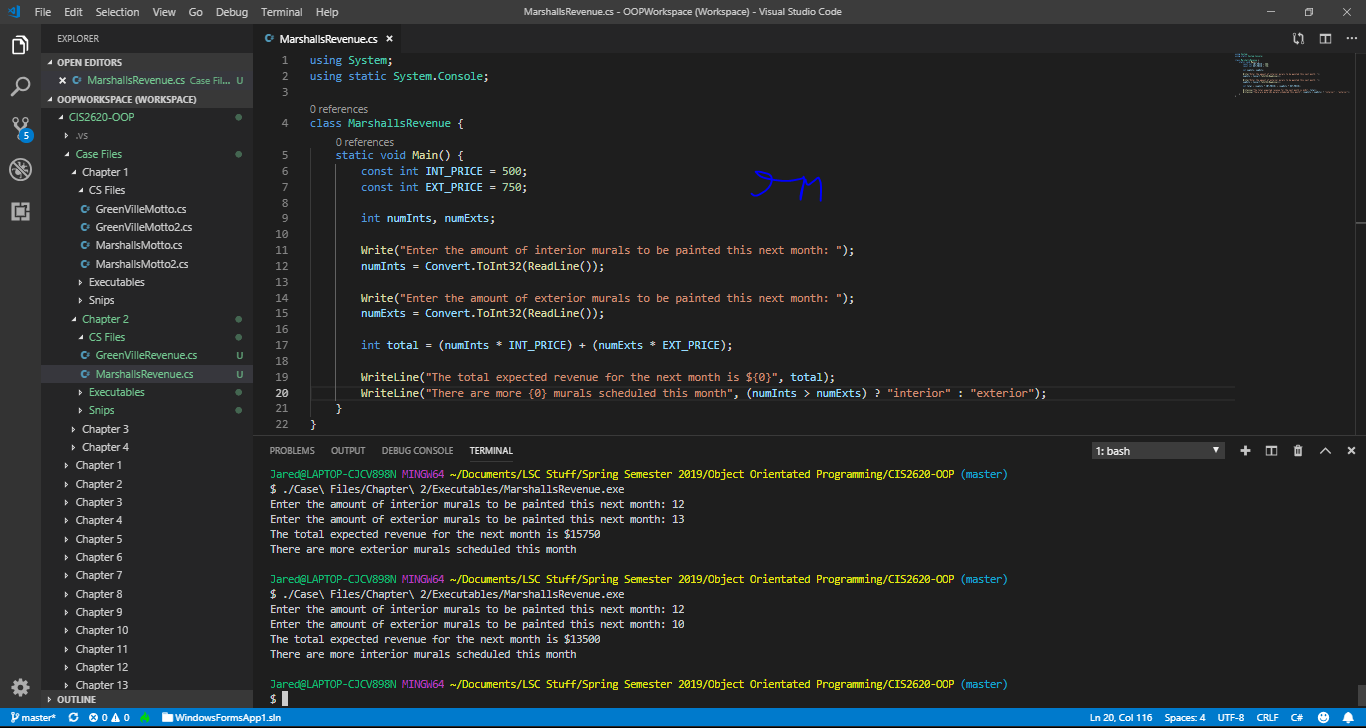 File Edit Selection View Go Debug Terminal Help
MarshallsRevenue.cs - OOPWorkspace (Workspace) - Visual Studio Code
EXPLORER
OPEN EDITORS
MarshallsRevenue.cs Case Fil... U
OOPWORKSPACE (WORKSPACE)
CIS2620-OOP
.vs
Case Files
Chapter 1
CS Files
GreenVilleMotto.cs
GreenVilleMotto2.cs
MarshallsMotto.cs
MarshallsMotto2.cs
Executables
Snips
Chapter 2
CS Files
GreenVilleRevenue.cs U
MarshallsRevenue.cs U
Executables
Snips
Chapter 3
Chapter 4
Chapter 1
Chapter 2
Chapter 3
Chapter 4
Chapter 5
Chapter 6
Chapter 7
Chapter 8
Chapter 9
Chapter 10
Chapter 11
Chapter 12
Chapter 13
OUTLINE
5
MarshallsRevenue.cs
1 using System;
2 using static System.Console;
3
0 references
4 class MarshallsRevenue {
0 references
5 static void Main() {
6 const int INT_PRICE = 500;
7 const int EXT_PRICE = 750;
8
9 int numInts, numExts;
10
11 Write("Enter the amount of interior murals to be painted this next month: ");
12 numInts = Convert.ToInt32(ReadLine());
13
14 Write("Enter the amount of exterior murals to be painted this next month: ");
15 numExts = Convert.ToInt32(ReadLine());
16
17 int total = (numInts * INT_PRICE) + (numExts * EXT_PRICE);
18
19 WriteLine("The total expected revenue for the next month is ${0}", total);
20 WriteLine("There are more {0} murals scheduled this month", (numInts > numExts) ? "interior" : "exterior");
21 }
22 }
PROBLEMS OUTPUT DEBUG CONSOLE TERMINAL
1: bash
Jared@LAPTOP-CJCV898N MINGW64 ~/Documents/LSC Stuff/Spring Semester 2019/Object Orientated Programming/CIS2620-OOP (master)
$ ./Case\ Files/Chapter\ 2/Executables/MarshallsRevenue.exe
Enter the amount of interior murals to be painted this next month: 12
Enter the amount of exterior murals to be painted this next month: 13
The total expected revenue for the next month is $15750
There are more exterior murals scheduled this month
Jared@LAPTOP-CJCV898N MINGW64 ~/Documents/LSC Stuff/Spring Semester 2019/Object Orientated Programming/CIS2620-OOP (master)
$ ./Case\ Files/Chapter\ 2/Executables/MarshallsRevenue.exe
Enter the amount of interior murals to be painted this next month: 12
Enter the amount of exterior murals to be painted this next month: 10
The total expected revenue for the next month is $13500
There are more interior murals scheduled this month
Jared@LAPTOP-CJCV898N MINGW64 ~/Documents/LSC Stuff/Spring Semester 2019/Object Orientated Programming/CIS2620-OOP (master)
$
master* 0 0 WindowsFormsApp1.sln
Ln 20, Col 116 Spaces: 4 UTF-8 CRLF C#